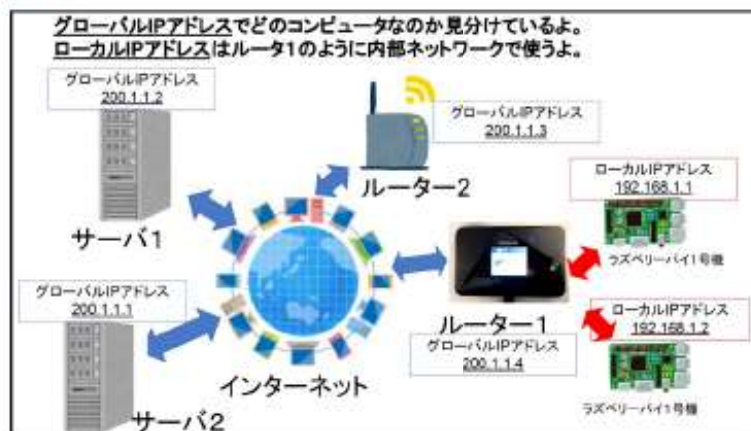 グローバルIPアドレスでどのコンピュータなのか見分けているよ。
ローカルIPアドレスはルータ1のように内部ネットワークで使うよ。
グローバルIPアドレス
200.1.1.2
サーバ1
グローバルIPアドレス
200.1.1.3
ルーター2
ローカルIPアドレス
192.168.1.1
ラズベリーパイ1号機
グローバルIPアドレス
200.1.1.1
サーバ2
インターネット
ルーター1
グローバルIPアドレス
200.1.1.4
ローカルIPアドレス
192.168.1.2
ラズベリーパイ1号機